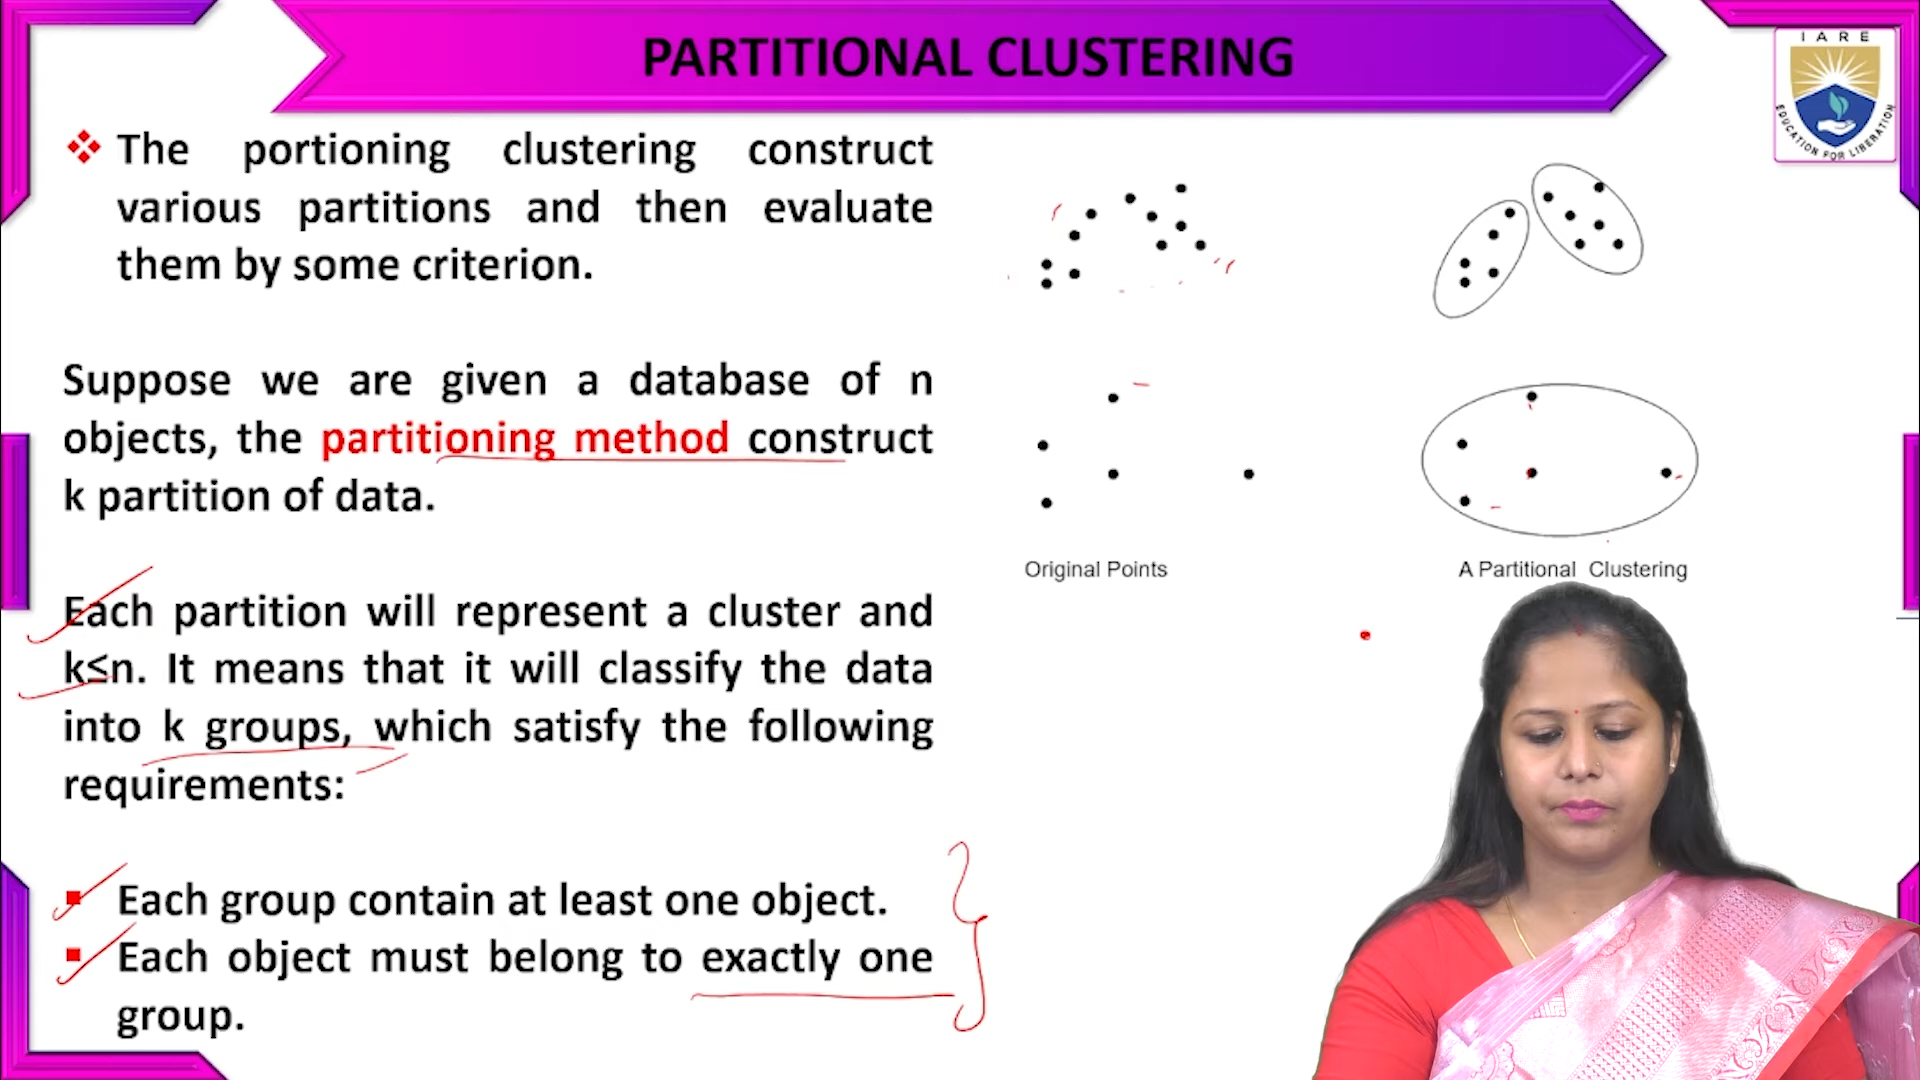 PARTITIONAL CLUSTERING
I A R E
EDUCATION FOR LIBERATION
The portioning clustering construct
various partitions and then evaluate
them by some criterion.
Suppose we are given a database of n
objects, the partitioning method construct
k partition of data.
Each partition will represent a cluster and
k≤n. It means that it will classify the data
into k groups, which satisfy the following
requirements:
Each group contain at least one object.
Each object must belong to exactly one
group.
Original Points
A Partitional Clustering